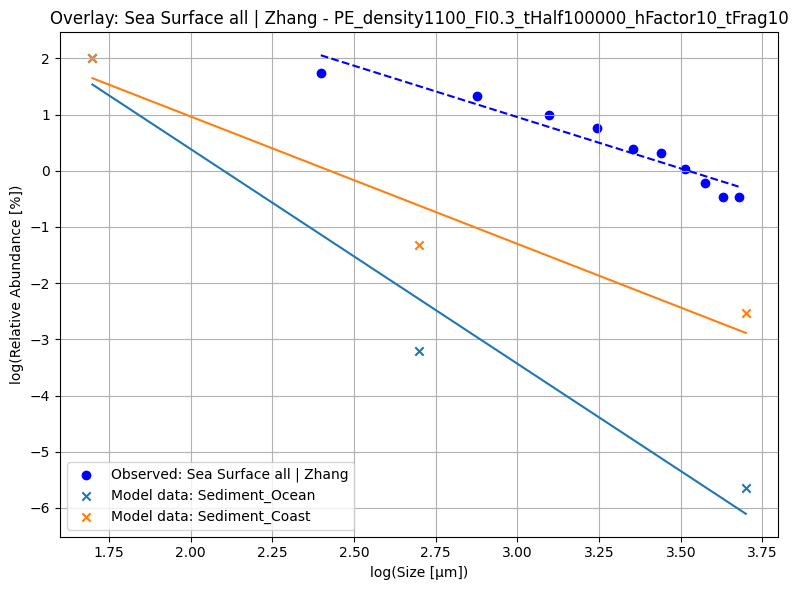 Overlay: Sea Surface all | Zhang - PE_density1100_FI0.3_tHalf100000_hFactor10_tFrag10
log(Relative Abundance [%])
2
1
0
−1
−2
−3
−4
−5
−6
Observed: Sea Surface all | Zhang
Model data: Sediment_Ocean
Model data: Sediment_Coast
1.75 2.00 2.25 2.50 2.75 3.00 3.25 3.50 3.75
log(Size [μm])